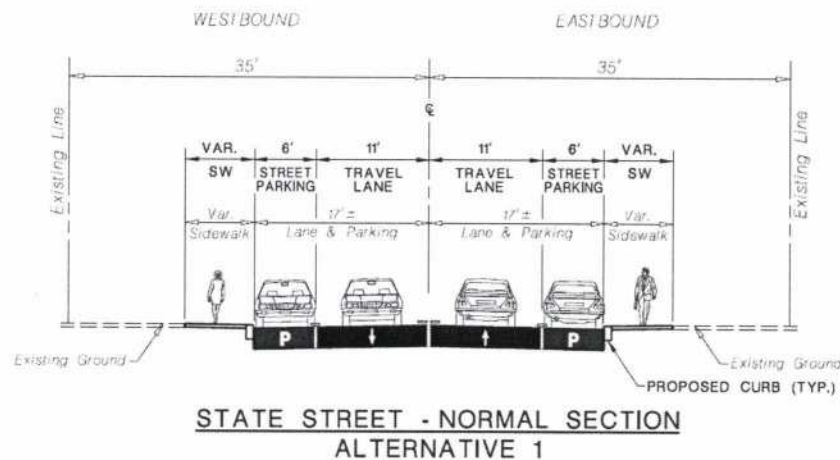 WESTBOUND
EASTBOUND
35'
35'
Existing Line
Existing Line
℄
VAR.
6'
11'
11'
6'
VAR.
SW
STREET
PARKING
TRAVEL
LANE
TRAVEL
LANE
STREET
PARKING
SW
Var.
Sidewalk
17'±
Lane & Parking
17'±
Lane & Parking
Var.
Sidewalk
P
P
Existing Ground
Existing Ground
PROPOSED CURB (TYP.)
STATE STREET - NORMAL SECTION
ALTERNATIVE 1